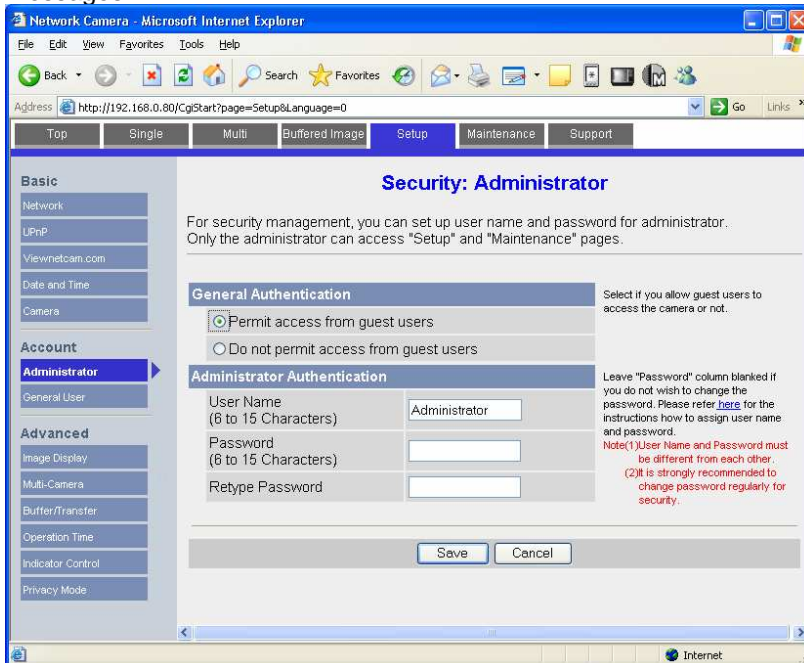 Network Camera - Microsoft Internet Explorer
File Edit View Favorites Tools Help
Back Search Favorites
Address http://192.168.0.80/CgiStart?page=Setup&Language=0 Go Links »
Top Single Multi Buffered Image Setup Maintenance Support
Basic
Network
UPnP
Viewnetcam.com
Date and Time
Camera
Account
Administrator
General User
Advanced
Image Display
Multi-Camera
Buffer/Transfer
Operation Time
Indicator Control
Privacy Mode
Security: Administrator
For security management, you can set up user name and password for administrator.
Only the administrator can access "Setup" and "Maintenance" pages.
General Authentication
Permit access from guest users
Do not permit access from guest users
Select if you allow guest users to
access the camera or not.
Administrator Authentication
User Name
(6 to 15 Characters)
Administrator
Password
(6 to 15 Characters)
Retype Password
Leave "Password" column blanked if
you do not wish to change the
password. Please refer here for the
instructions how to assign user name
and password.
Note(1)User Name and Password must
be different from each other.
(2)It is strongly recommended to
change password regularly for
security.
Save Cancel
Internet